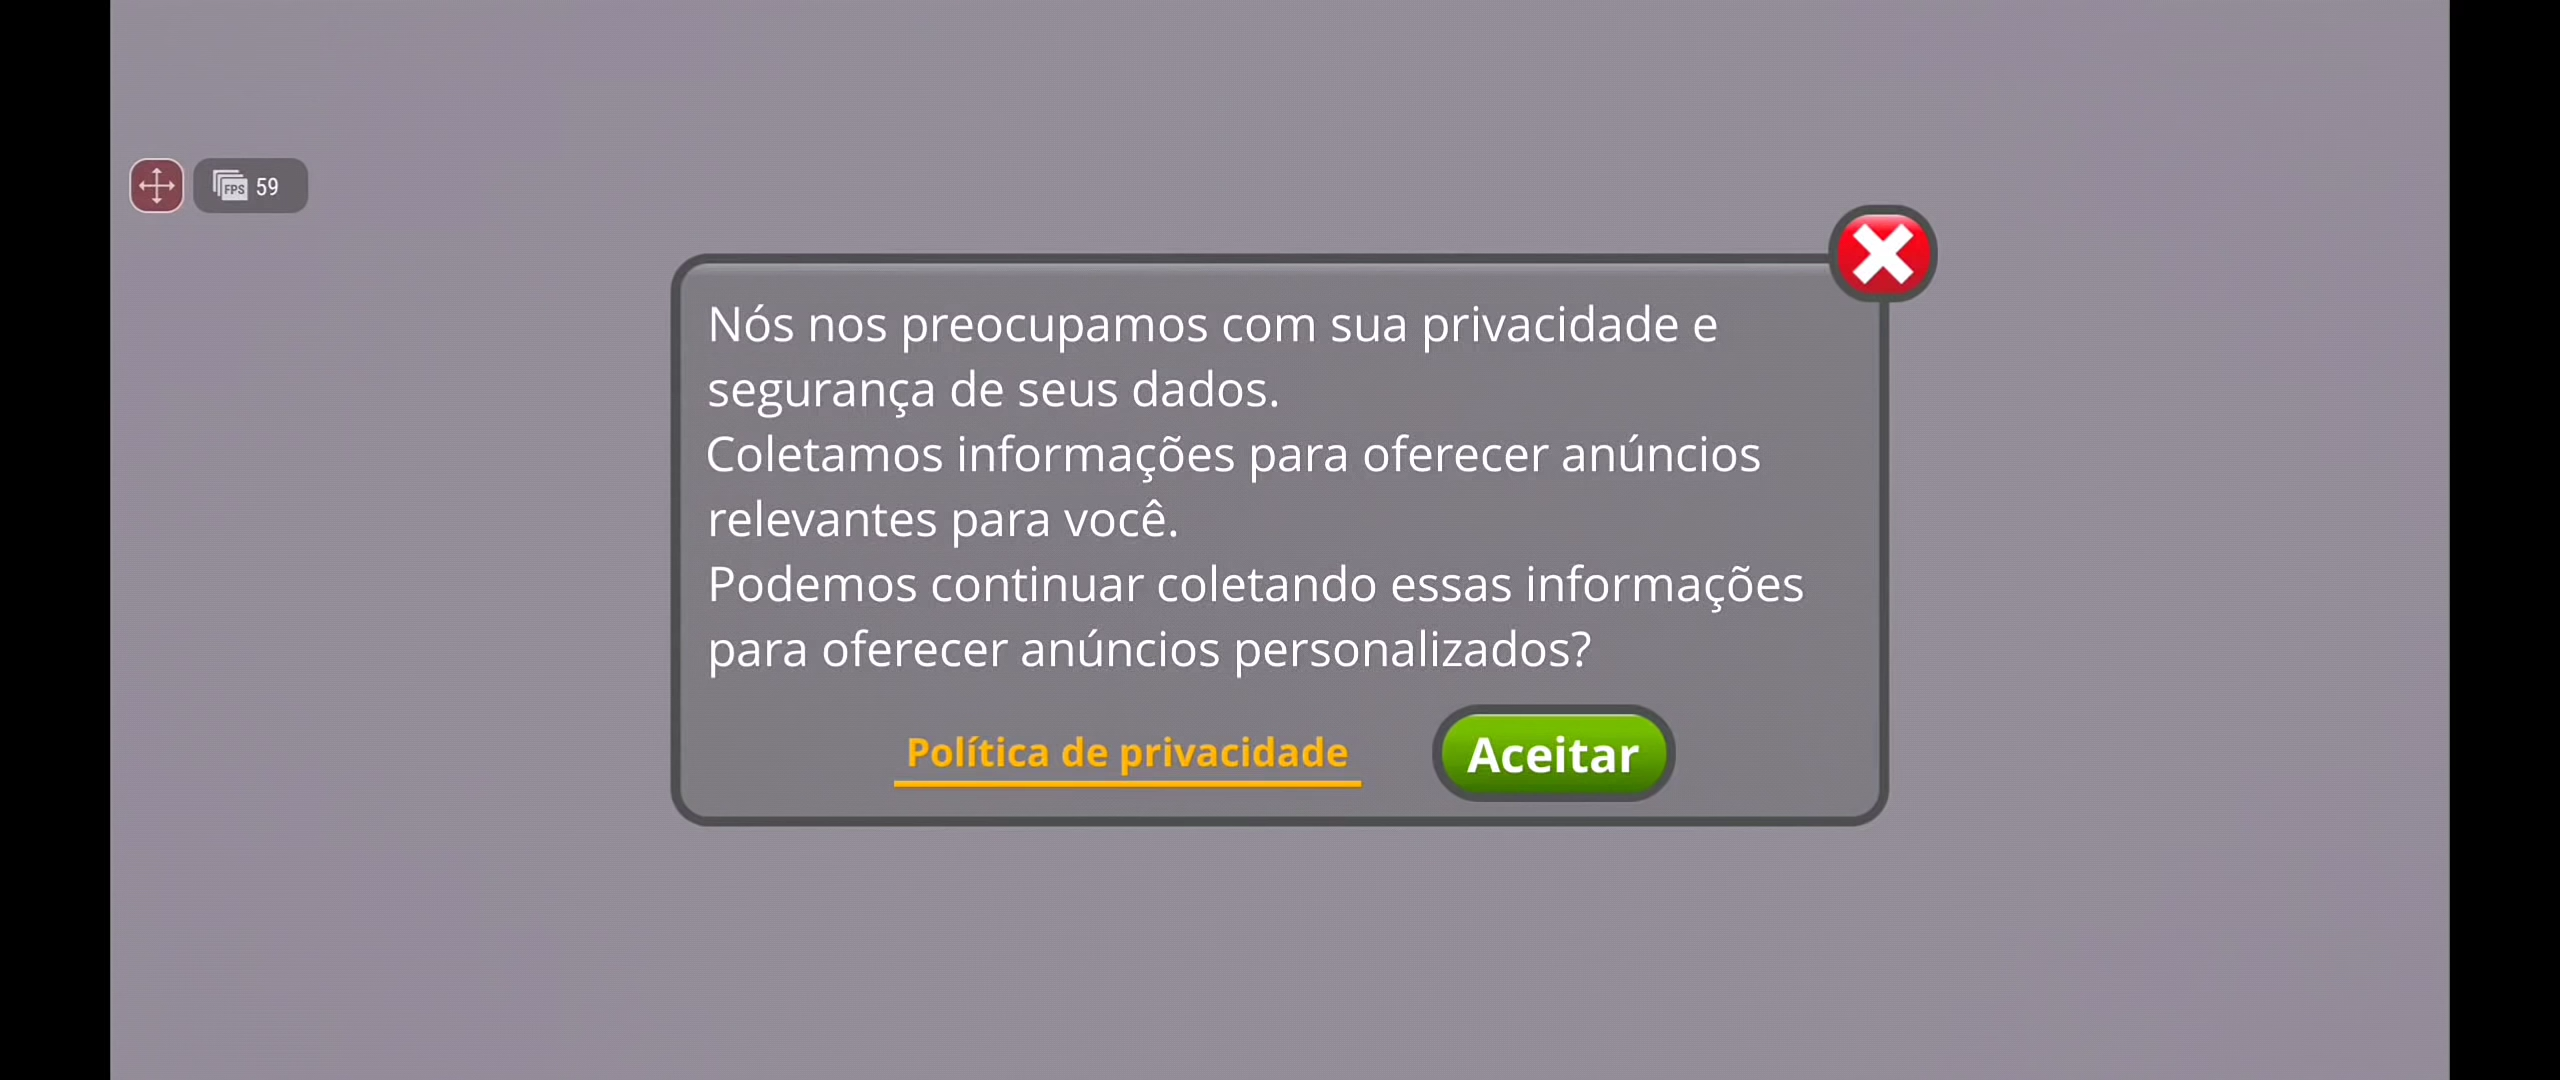 FPS 59
Nós nos preocupamos com sua privacidade e
segurança de seus dados.
Coletamos informações para oferecer anúncios
relevantes para você.
Podemos continuar coletando essas informações
para oferecer anúncios personalizados?
Política de privacidade
Aceitar